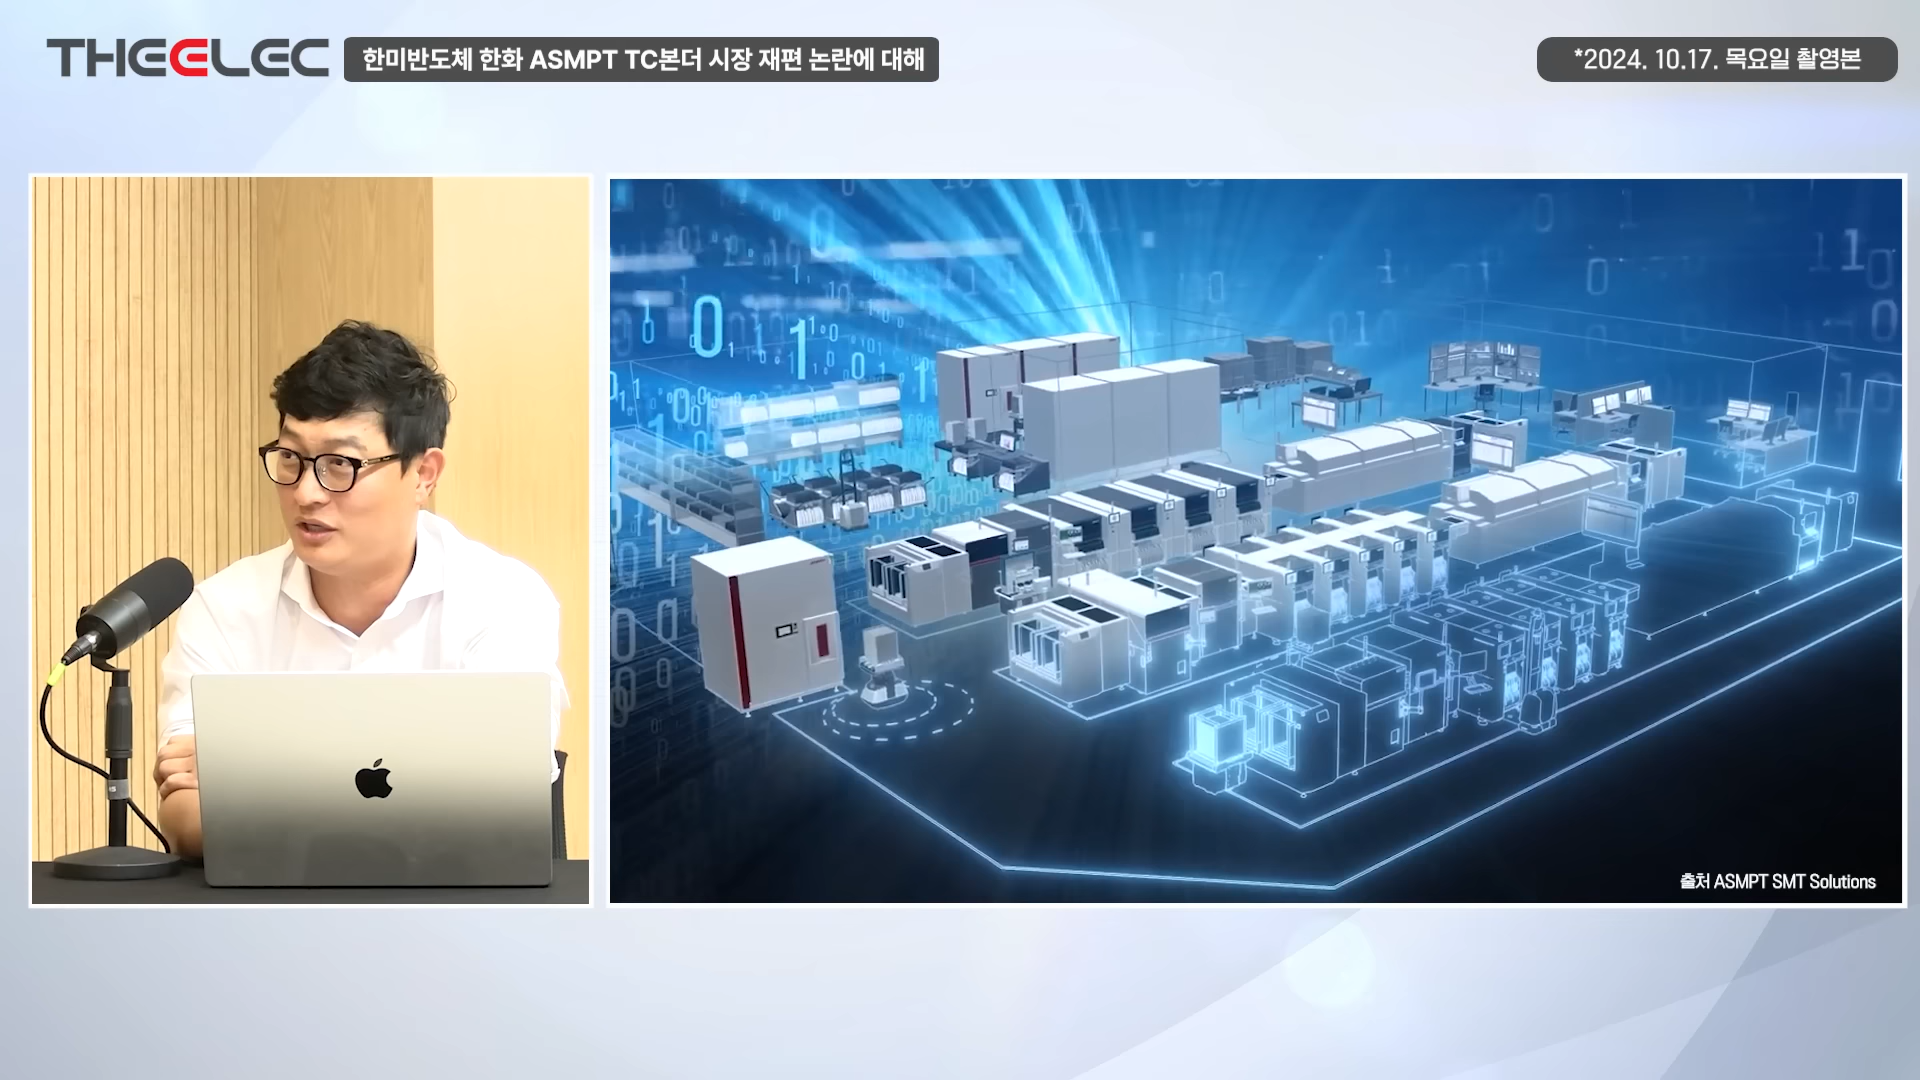 THEELEC
한미반도체 한화 ASMPT TC본더 시장 재편 논란에 대해
*2024. 10.17. 목요일 촬영본
출처 ASMPT SMT Solutions